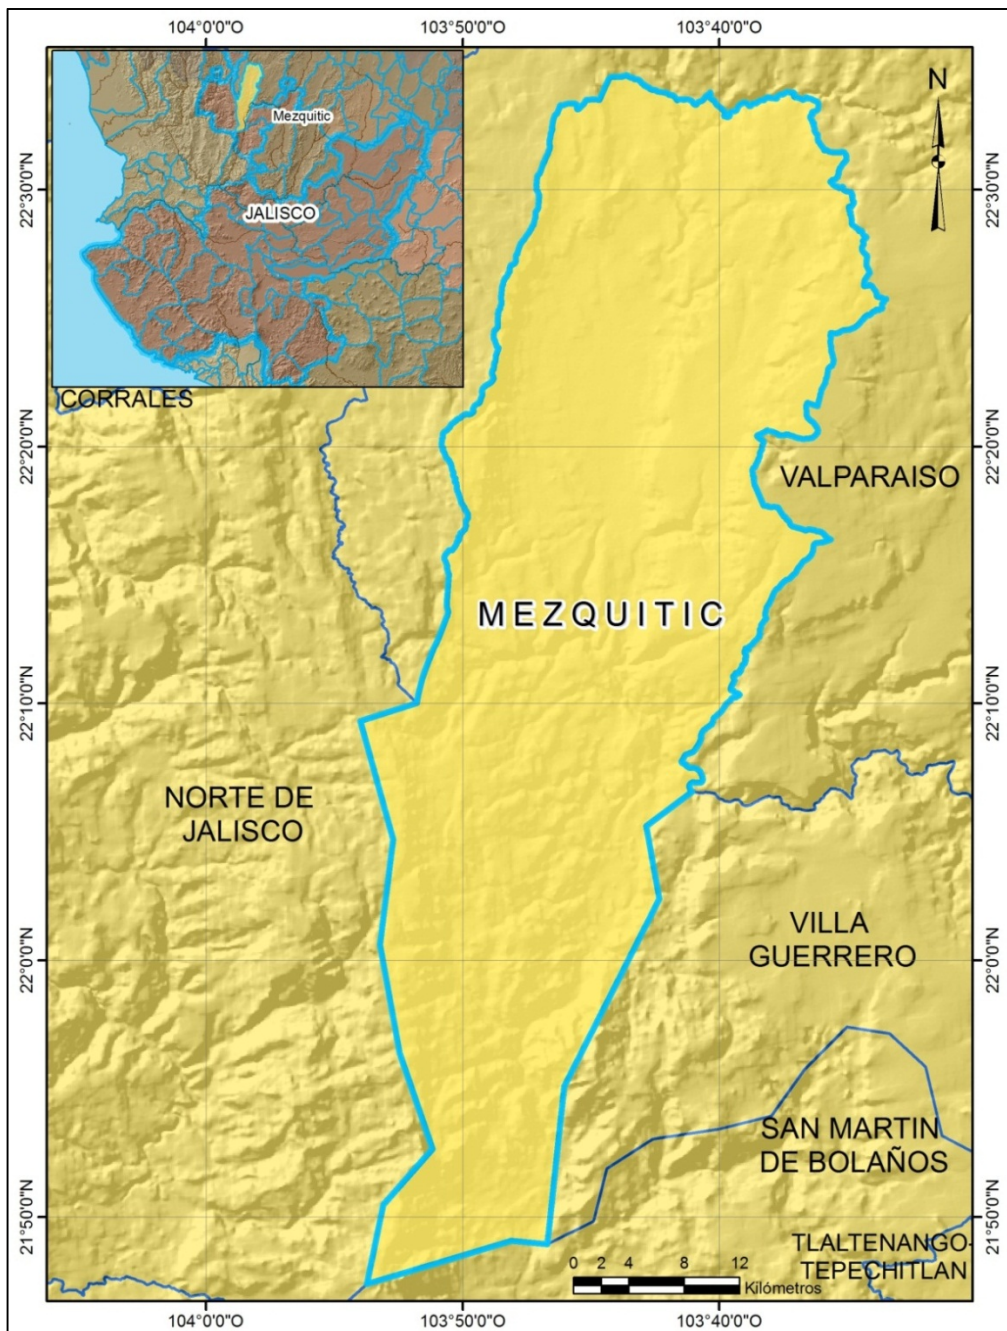 104°0'0"O
103°50'0"O
103°40'0"O
N
Mezquitic
JALISCO
22°30'0"N
22°30'0"N
CORRALES
22°20'0"N
22°20'0"N
VALPARAISO
MEZQUITIC
22°10'0"N
22°10'0"N
NORTE DE
JALISCO
VILLA
GUERRERO
22°0'0"N
22°0'0"N
SAN MARTIN
DE BOLAÑOS
21°50'0"N
21°50'0"N
TLALTENANGO-
TEPECHITLAN
0 2 4 8 12
Kilómetros
104°0'0"O
103°50'0"O
103°40'0"O